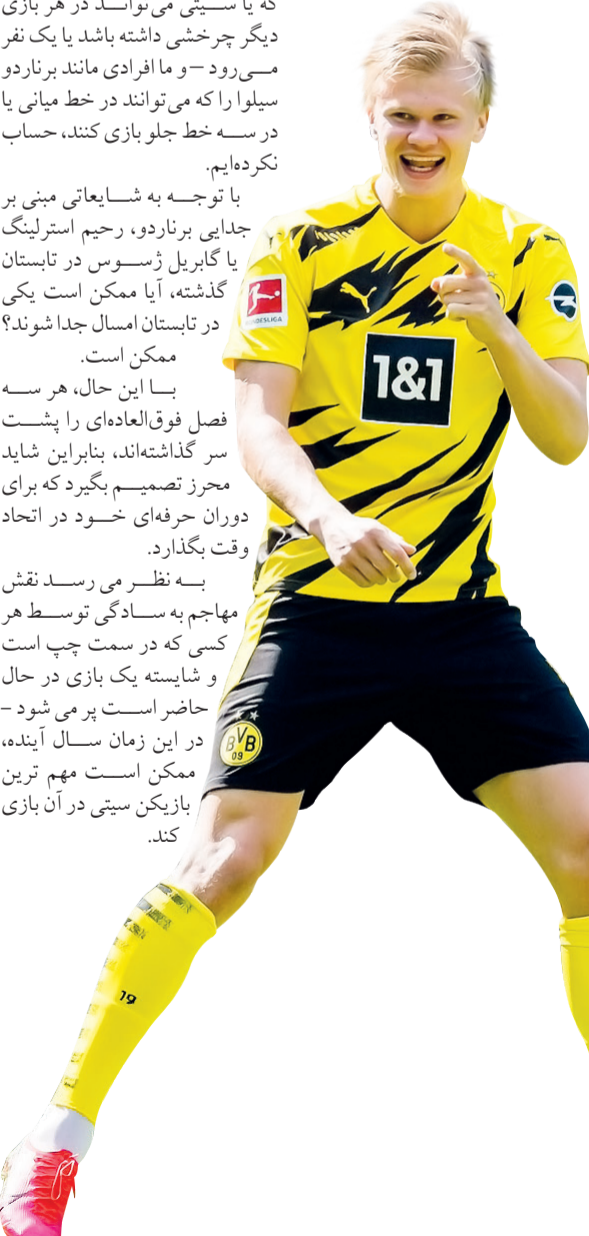 که یا سیتی می‌تواند در هر بازی
دیگر چرخشی داشته باشد یا یک نفر
می‌رود – و ما افرادی مانند برناردو
سیلوا را که می‌توانند در خط میانی یا
در سه خط جلو بازی کنند، حساب
نکرده‌ایم.
با توجه به شایعاتی مبنی بر
جدایی برناردو، رحیم استرلینگ
یا گابریل ژسوس در تابستان
گذشته، آیا ممکن است یکی
در تابستان امسال جدا شوند؟
ممکن است.
با این حال، هر سه
فصل فوق‌العاده‌ای را پشت
سر گذاشته‌اند، بنابراین شاید
محرز تصمیم بگیرد که برای
دوران حرفه‌ای خود در اتحاد
وقت بگذارد.
به نظر می رسد نقش
مهاجم به سادگی توسط هر
کسی که در سمت چپ است
و شایسته یک بازی در حال
حاضر است پر می شود –
در این زمان سال آینده،
ممکن است مهم ترین
بازیکن سیتی در آن بازی
کند.
BUNDESLIGA
1&1
BVB
09
19